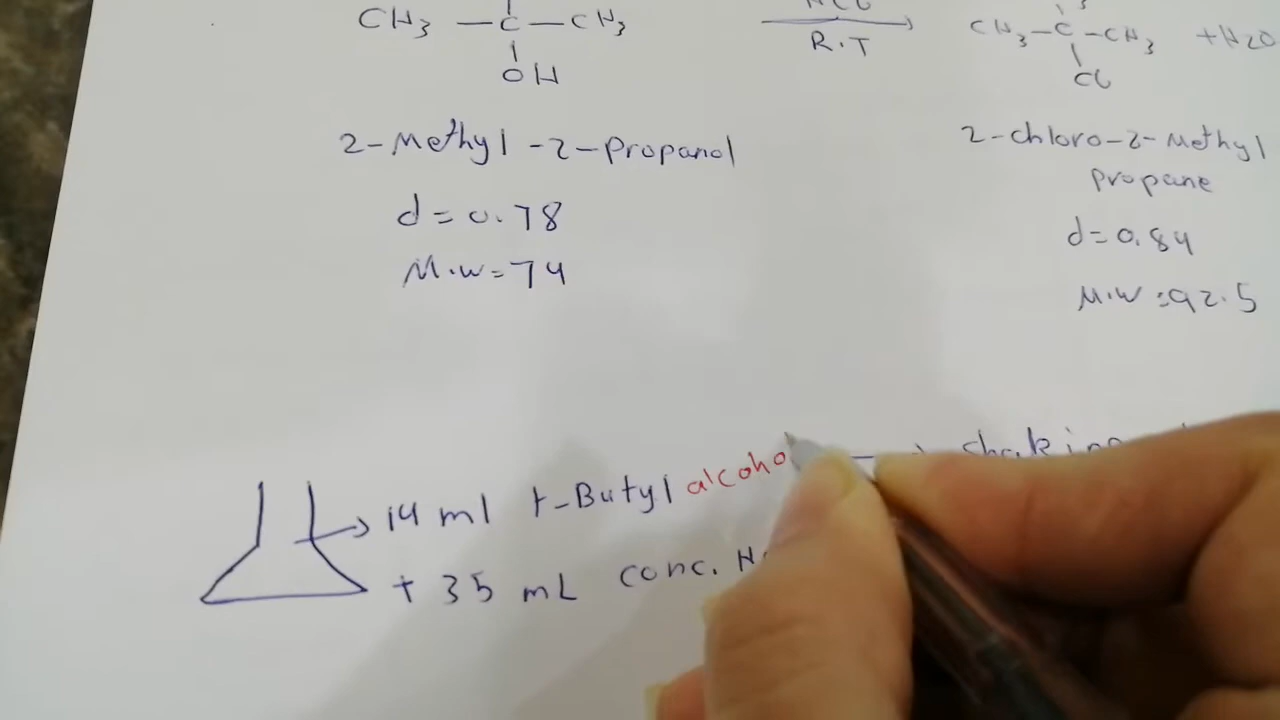 CH3 - C - CH3
OH
R.T
CH3-C-CH3 + H2O
Cl
2-Methyl-2-propanol
d = 0.78
M.w = 74
2-chloro-2-Methyl
propane
d = 0.84
M.w = 92.5
→ 14 ml t-Butyl alcoho → shaking
+ 35 mL conc. H